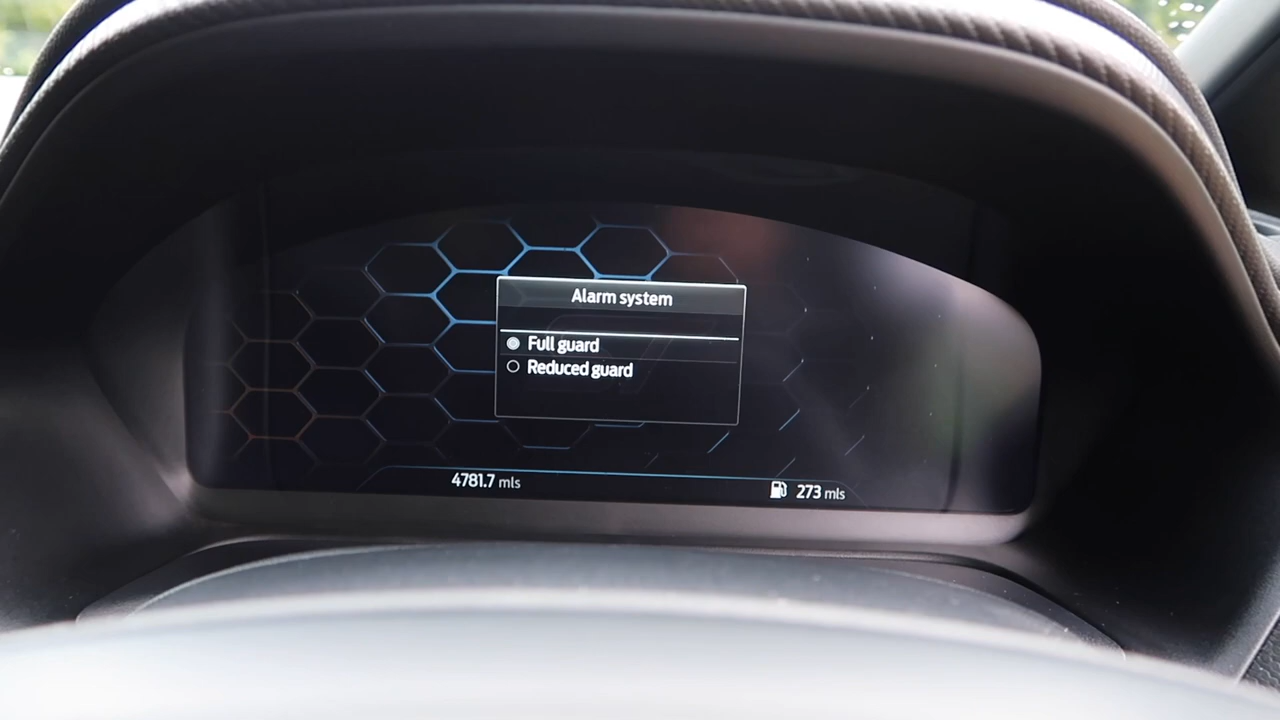 Alarm system
Full guard
Reduced guard
4781.7 mls
273 mls